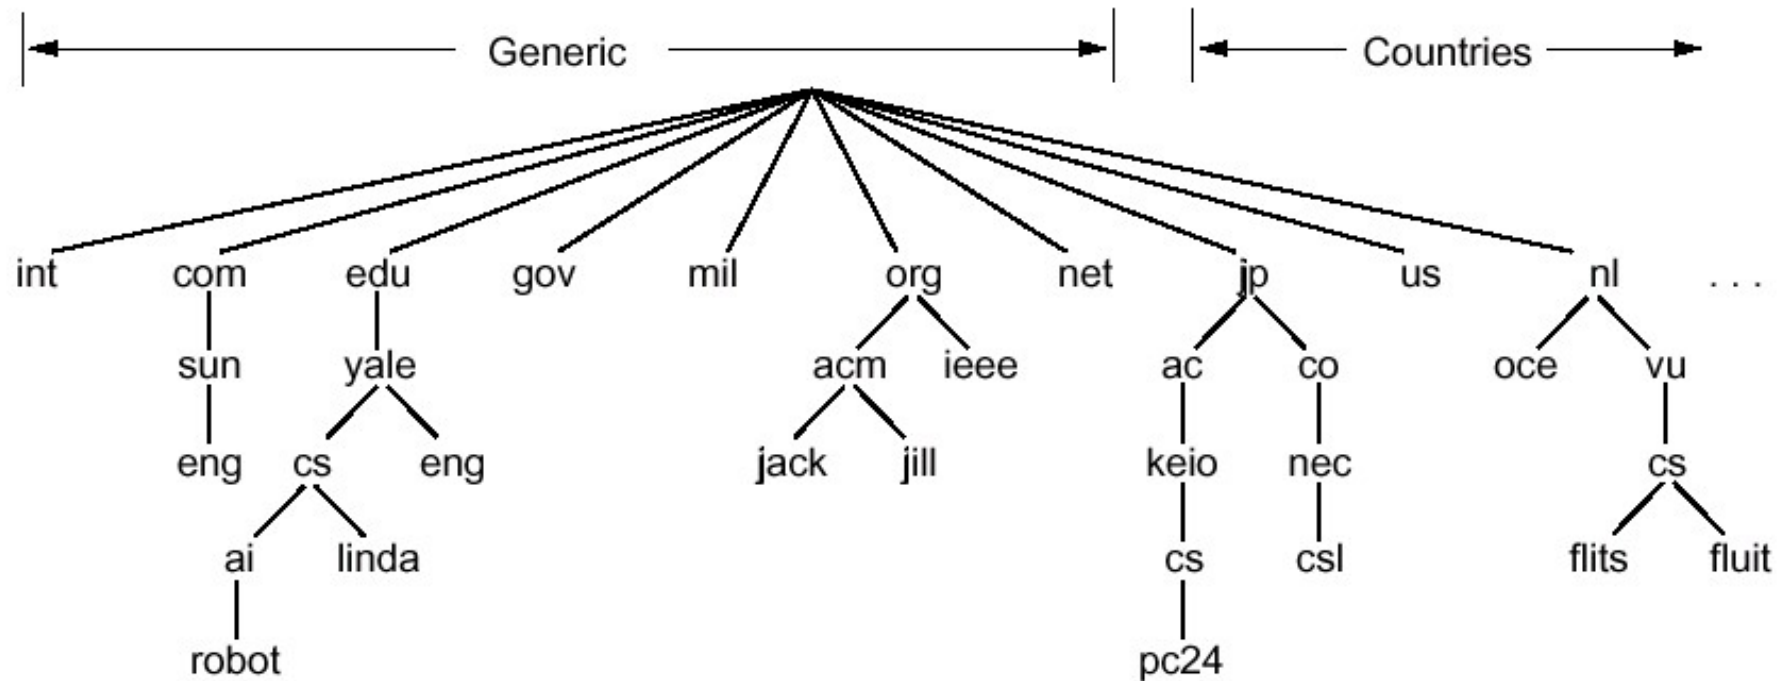 Generic Countries
int com edu gov mil org net jp us nl . . .
sun yale acm ieee ac co oce vu
eng cs eng jack jill keio nec cs
ai linda cs csl flits fluit
robot pc24